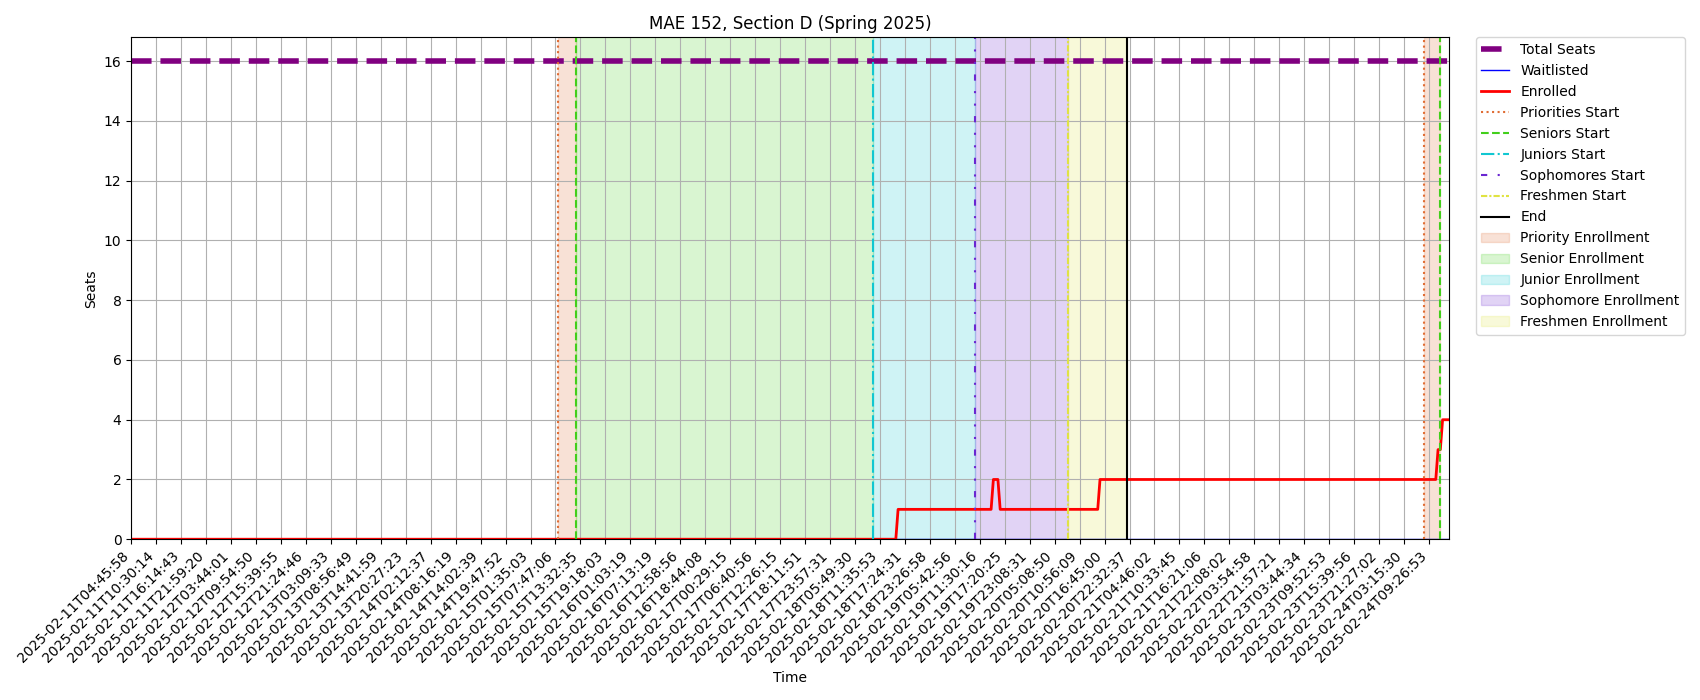 MAE 152, Section D (Spring 2025)
Seats
16
14
12
10
8
6
4
2
0
2025-02-11T04:45:58
2025-02-11T10:30:14
2025-02-11T16:14:43
2025-02-11T21:59:20
2025-02-12T03:44:01
2025-02-12T09:54:50
2025-02-12T15:39:55
2025-02-12T21:24:46
2025-02-13T03:09:33
2025-02-13T08:56:49
2025-02-13T14:41:59
2025-02-13T20:27:23
2025-02-14T02:12:37
2025-02-14T08:16:19
2025-02-14T14:02:39
2025-02-14T19:47:52
2025-02-15T01:35:03
2025-02-15T07:47:06
2025-02-15T13:32:35
2025-02-15T19:18:03
2025-02-16T01:03:19
2025-02-16T07:13:19
2025-02-16T12:58:56
2025-02-16T18:44:08
2025-02-17T00:29:15
2025-02-17T06:40:56
2025-02-17T12:26:15
2025-02-17T18:11:51
2025-02-17T23:57:31
2025-02-18T05:49:30
2025-02-18T11:35:53
2025-02-18T17:24:31
2025-02-18T23:26:58
2025-02-19T05:42:56
2025-02-19T11:30:16
2025-02-19T17:20:25
2025-02-19T23:08:31
2025-02-20T05:08:50
2025-02-20T10:56:09
2025-02-20T16:45:00
2025-02-20T22:32:37
2025-02-21T04:46:02
2025-02-21T10:33:45
2025-02-21T16:21:06
2025-02-21T22:08:02
2025-02-22T03:54:58
2025-02-22T21:57:21
2025-02-23T03:44:34
2025-02-23T09:52:53
2025-02-23T15:39:56
2025-02-23T21:27:02
2025-02-24T03:15:30
2025-02-24T09:26:53
Time
Total Seats
Waitlisted
Enrolled
Priorities Start
Seniors Start
Juniors Start
Sophomores Start
Freshmen Start
End
Priority Enrollment
Senior Enrollment
Junior Enrollment
Sophomore Enrollment
Freshmen Enrollment